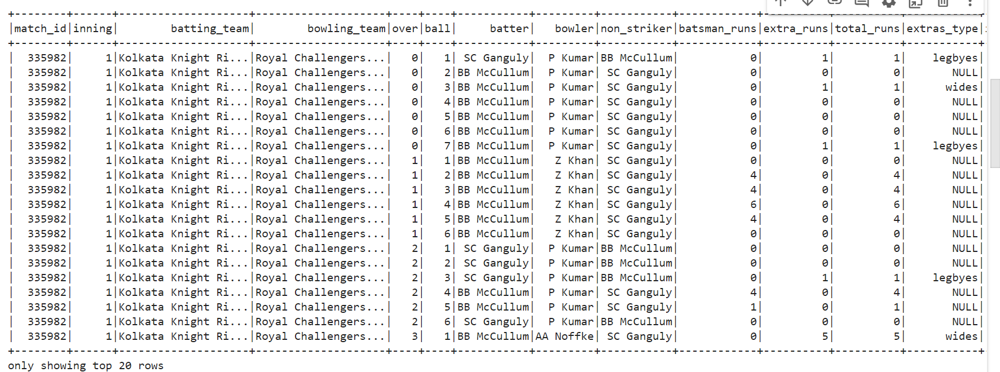 +--------+------+--------------------+--------------------+----+----+-----------+---------+-----------+------------+----------+----------+-----------+
|match_id|inning|        batting_team|        bowling_team|over|ball|     batter|   bowler|non_striker|batsman_runs|extra_runs|total_runs|extras_type|
+--------+------+--------------------+--------------------+----+----+-----------+---------+-----------+------------+----------+----------+-----------+
|  335982|     1|Kolkata Knight Ri...|Royal Challengers...|   0|   1| SC Ganguly|  P Kumar|BB McCullum|           0|         1|         1|    legbyes|
|  335982|     1|Kolkata Knight Ri...|Royal Challengers...|   0|   2|BB McCullum|  P Kumar| SC Ganguly|           0|         0|         0|       NULL|
|  335982|     1|Kolkata Knight Ri...|Royal Challengers...|   0|   3|BB McCullum|  P Kumar| SC Ganguly|           0|         1|         1|      wides|
|  335982|     1|Kolkata Knight Ri...|Royal Challengers...|   0|   4|BB McCullum|  P Kumar| SC Ganguly|           0|         0|         0|       NULL|
|  335982|     1|Kolkata Knight Ri...|Royal Challengers...|   0|   5|BB McCullum|  P Kumar| SC Ganguly|           0|         0|         0|       NULL|
|  335982|     1|Kolkata Knight Ri...|Royal Challengers...|   0|   6|BB McCullum|  P Kumar| SC Ganguly|           0|         0|         0|       NULL|
|  335982|     1|Kolkata Knight Ri...|Royal Challengers...|   0|   7|BB McCullum|  P Kumar| SC Ganguly|           0|         1|         1|    legbyes|
|  335982|     1|Kolkata Knight Ri...|Royal Challengers...|   1|   1|BB McCullum|   Z Khan| SC Ganguly|           0|         0|         0|       NULL|
|  335982|     1|Kolkata Knight Ri...|Royal Challengers...|   1|   2|BB McCullum|   Z Khan| SC Ganguly|           4|         0|         4|       NULL|
|  335982|     1|Kolkata Knight Ri...|Royal Challengers...|   1|   3|BB McCullum|   Z Khan| SC Ganguly|           4|         0|         4|       NULL|
|  335982|     1|Kolkata Knight Ri...|Royal Challengers...|   1|   4|BB McCullum|   Z Khan| SC Ganguly|           6|         0|         6|       NULL|
|  335982|     1|Kolkata Knight Ri...|Royal Challengers...|   1|   5|BB McCullum|   Z Khan| SC Ganguly|           4|         0|         4|       NULL|
|  335982|     1|Kolkata Knight Ri...|Royal Challengers...|   1|   6|BB McCullum|   Z Khan| SC Ganguly|           0|         0|         0|       NULL|
|  335982|     1|Kolkata Knight Ri...|Royal Challengers...|   2|   1| SC Ganguly|  P Kumar|BB McCullum|           0|         0|         0|       NULL|
|  335982|     1|Kolkata Knight Ri...|Royal Challengers...|   2|   2| SC Ganguly|  P Kumar|BB McCullum|           0|         0|         0|       NULL|
|  335982|     1|Kolkata Knight Ri...|Royal Challengers...|   2|   3| SC Ganguly|  P Kumar|BB McCullum|           0|         1|         1|    legbyes|
|  335982|     1|Kolkata Knight Ri...|Royal Challengers...|   2|   4|BB McCullum|  P Kumar| SC Ganguly|           4|         0|         4|       NULL|
|  335982|     1|Kolkata Knight Ri...|Royal Challengers...|   2|   5|BB McCullum|  P Kumar| SC Ganguly|           1|         0|         1|       NULL|
|  335982|     1|Kolkata Knight Ri...|Royal Challengers...|   2|   6| SC Ganguly|  P Kumar|BB McCullum|           0|         0|         0|       NULL|
|  335982|     1|Kolkata Knight Ri...|Royal Challengers...|   3|   1|BB McCullum|AA Noffke| SC Ganguly|           0|         5|         5|      wides|
+--------+------+--------------------+--------------------+----+----+-----------+---------+-----------+------------+----------+----------+-----------+
only showing top 20 rows